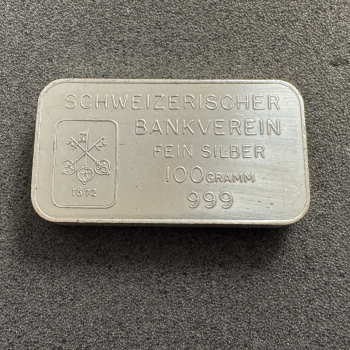 SCHWEIZERISCHER
BANKVEREIN
FEIN SILBER
100 GRAMM
999
1872